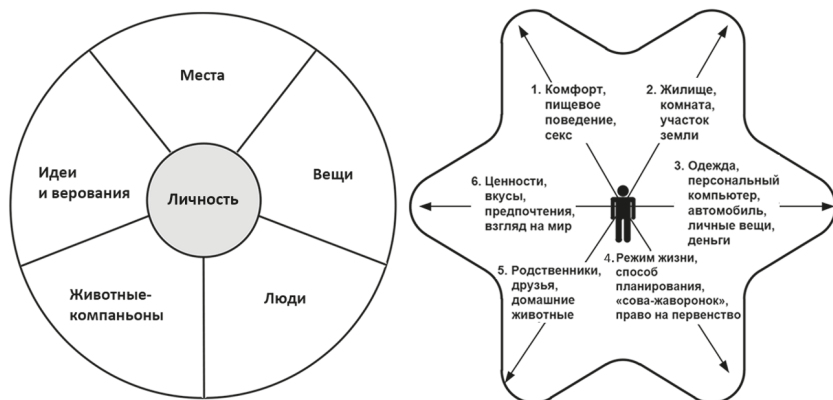 Места
Идеи
и верования
Вещи
Личность
Животные-
компаньоны
Люди
1. Комфорт,
пищевое
поведение,
секс
2. Жилище,
комната,
участок
земли
6. Ценности,
вкусы,
предпочтения,
взгляд на мир
3. Одежда,
персональный
компьютер,
автомобиль,
личные вещи,
деньги
5. Родственники,
друзья,
домашние
животные
4. Режим жизни,
способ
планирования,
«сова-жаворонок»,
право на первенство